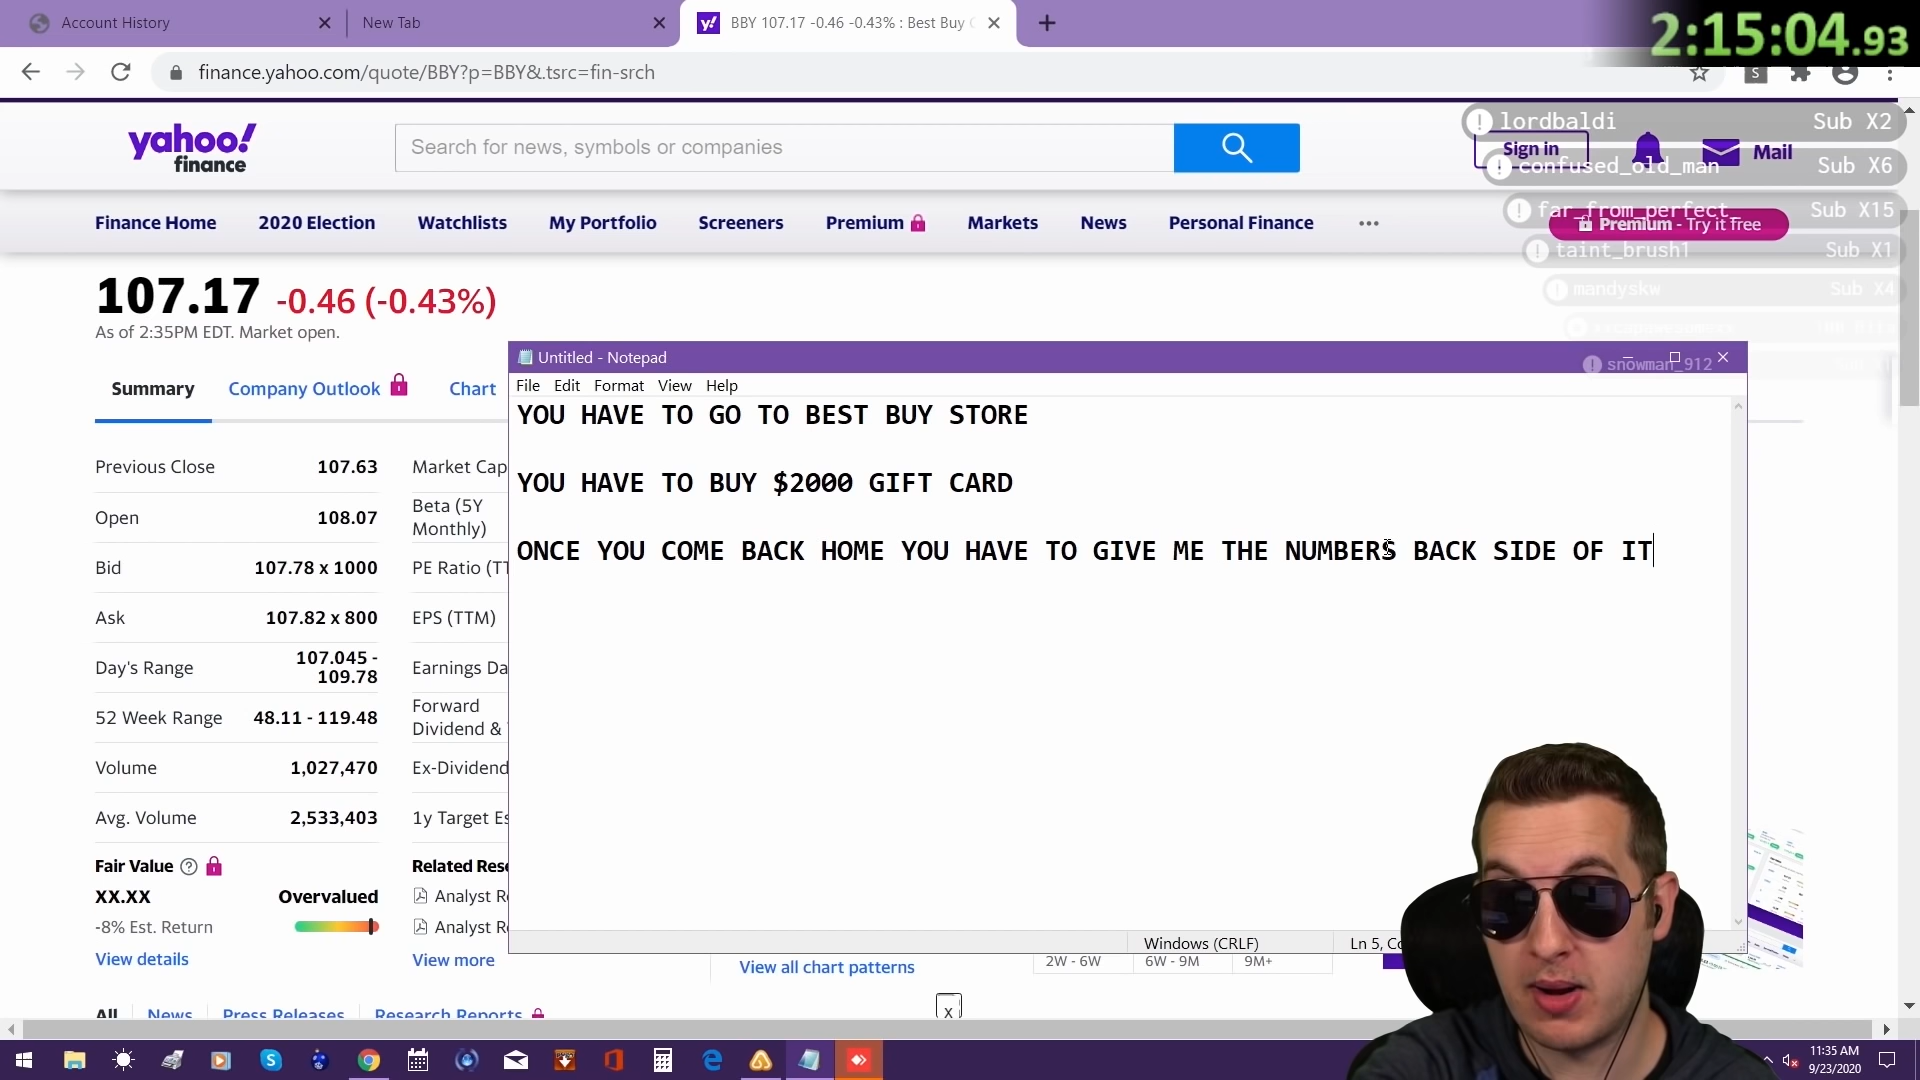 Account History
New Tab
BBY 107.17 -0.46 -0.43% : Best Buy C
2:15:04.93
finance.yahoo.com/quote/BBY?p=BBY&.tsrc=fin-srch
yahoo!
finance
Search for news, symbols or companies
Sign in
Mail
lordbaldi Sub X2
confused_old_man Sub X6
far_from_perfect_ Sub X15
taint_brush1 Sub X1
mandyskw Sub X4
snowman_912
Finance Home
2020 Election
Watchlists
My Portfolio
Screeners
Premium
Markets
News
Personal Finance
Premium - Try it free
107.17 -0.46 (-0.43%)
As of 2:35PM EDT. Market open.
Summary
Company Outlook
Chart
Previous Close 107.63
Open 108.07
Bid 107.78 x 1000
Ask 107.82 x 800
Day's Range 107.045 -
109.78
52 Week Range 48.11 - 119.48
Volume 1,027,470
Avg. Volume 2,533,403
Fair Value
XX.XX Overvalued
-8% Est. Return
View details
Market Cap
Beta (5Y
Monthly)
PE Ratio (TT
EPS (TTM)
Earnings Da
Forward
Dividend &
Ex-Dividend
1y Target Es
Related Rese
Analyst Re
Analyst Re
View more
Untitled - Notepad
File Edit Format View Help
YOU HAVE TO GO TO BEST BUY STORE
YOU HAVE TO BUY $2000 GIFT CARD
ONCE YOU COME BACK HOME YOU HAVE TO GIVE ME THE NUMBERS BACK SIDE OF IT
Windows (CRLF)
Ln 5, Co
View all chart patterns
2W - 6W
6W - 9M
9M+
X
All
News
Press Releases
Research Reports
11:35 AM
9/23/2020